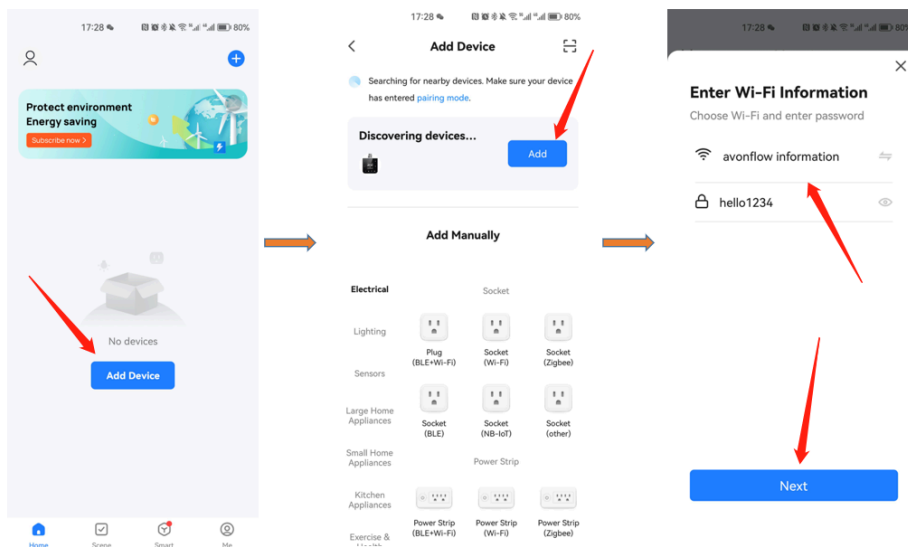 17:28
80%
Protect environment
Energy saving
Subscribe now >
No devices
Add Device
Home
Scene
Smart
Me
17:28
80%
Add Device
Searching for nearby devices. Make sure your device
has entered pairing mode.
Discovering devices...
Add
Add Manually
Electrical
Lighting
Sensors
Large Home
Appliances
Small Home
Appliances
Kitchen
Appliances
Exercise &
Health
Socket
Plug
(BLE+Wi-Fi)
Socket
(Wi-Fi)
Socket
(Zigbee)
Socket
(BLE)
Socket
(NB-IoT)
Socket
(other)
Power Strip
Power Strip
(BLE+Wi-Fi)
Power Strip
(Wi-Fi)
Power Strip
(Zigbee)
17:28
80%
Enter Wi-Fi Information
Choose Wi-Fi and enter password
avonflow information
hello1234
Next